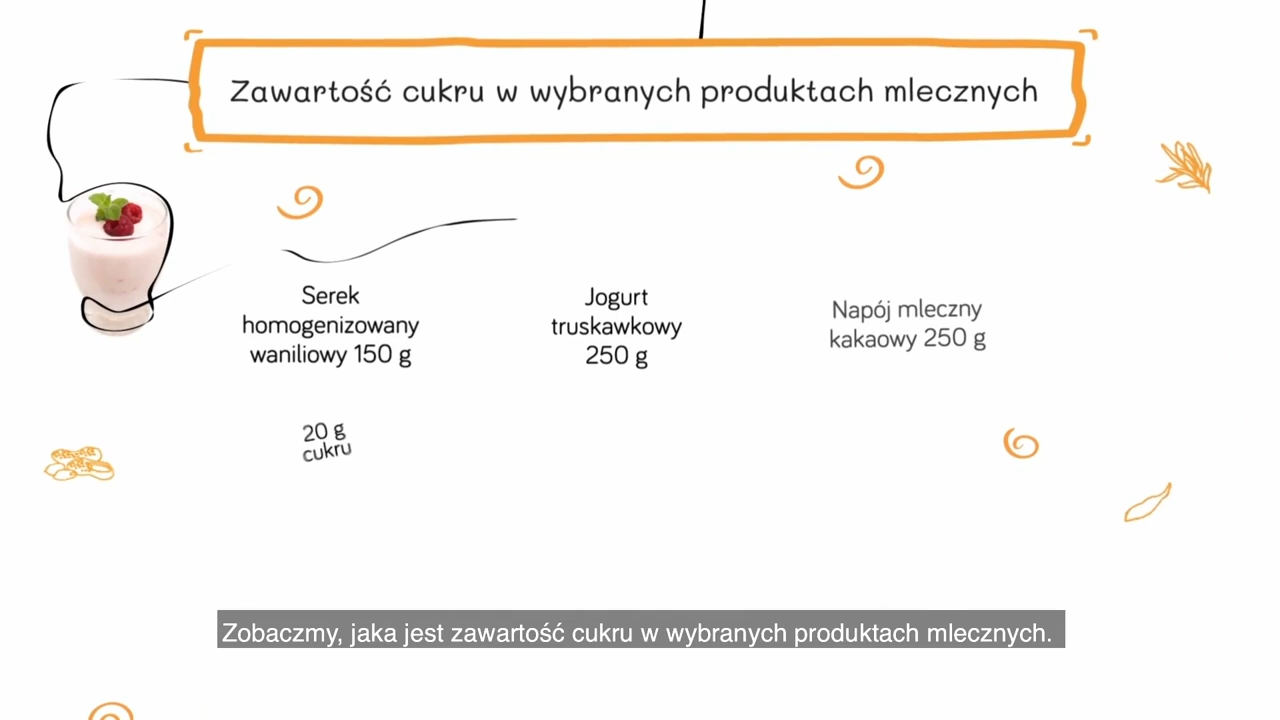 Zawartość cukru w wybranych produktach mlecznych
Serek
homogenizowany
waniliowy 150 g
Jogurt
truskawkowy
250 g
Napój mleczny
kakaowy 250 g
20 g
cukru
Zobaczmy, jaka jest zawartość cukru w wybranych produktach mlecznych.